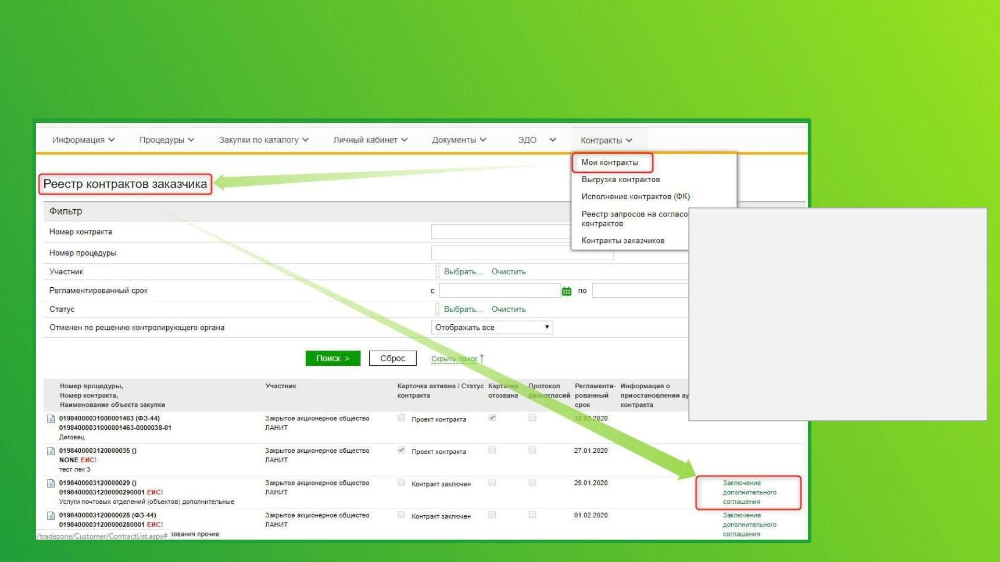 Информация
Процедуры
Закупки по каталогу
Личный кабинет
Документы
ЭДО
Контракты
Мои контракты
Выгрузка контрактов
Исполнение контрактов (ФК)
Реестр запросов на согласо
контрактов
Контракты заказчиков
Реестр контрактов заказчика
Фильтр
Номер контракта
Номер процедуры
Участник Выбрать... Очистить
Регламентированный срок с по
Статус Выбрать... Очистить
Отменен по решению контролирующего органа Отображать все
Поиск > Сброс Скрыть поиск
Номер процедуры,
Номер контракта,
Наименование объекта закупки
Участник
Карточка активна / Статус
контракта
Карточка
отозвана
Протокол
разногласий
Регламенти-
рованный
срок
Информация о
приостановлении ау
контракта
01984000031000001463 (ФЗ-44)
01984000031000001463-0000038-01
Деговец
Закрытое акционерное общество
ЛАНИТ
Проект контракта
18.02.2020
0198400003120000035 ()
NONE ЕИС!
тест лек 3
Закрытое акционерное общество
ЛАНИТ
Проект контракта
27.01.2020
0198400003120000029 ()
01984000031200000290001 ЕИС!
Услуги почтовых отделений (объектов) дополнительные
Закрытое акционерное общество
ЛАНИТ
Контракт заключен
29.01.2020
Заключение
дополнительного
соглашения
0198400003120000028 (ФЗ-44)
01984000031200000280001 ЕИС!
зования прочие
Закрытое акционерное общество
ЛАНИТ
Контракт заключен
01.02.2020
Заключение
дополнительного
соглашения
/tradezone/Customer/ContractList.aspx#